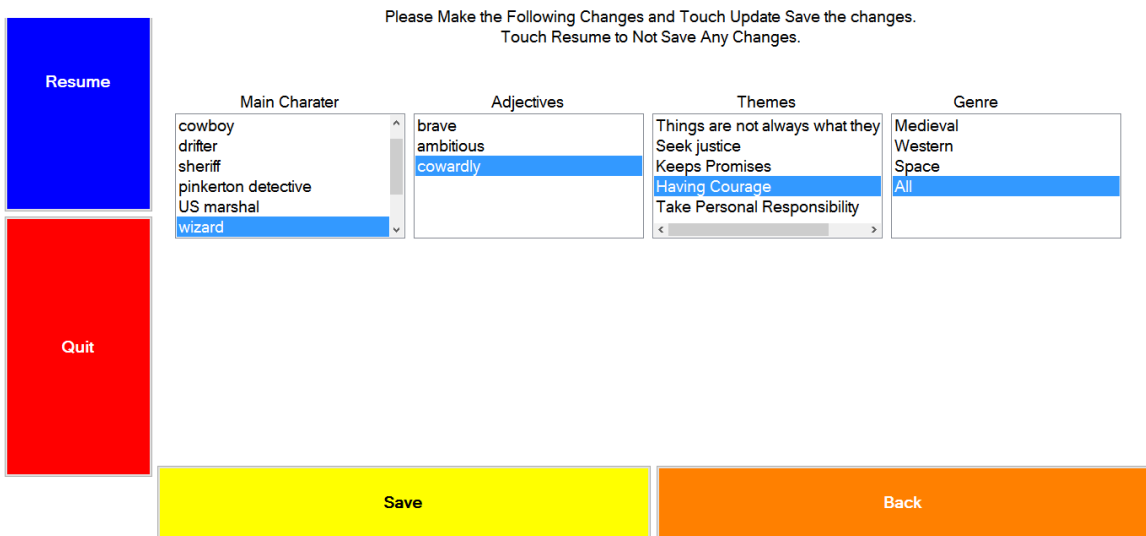 Please Make the Following Changes and Touch Update Save the changes.
Touch Resume to Not Save Any Changes.
Resume
Quit
Main Charater
cowboy
drifter
sheriff
pinkerton detective
US marshal
wizard
Adjectives
brave
ambitious
cowardly
Themes
Things are not always what they
Seek justice
Keeps Promises
Having Courage
Take Personal Responsibility
Genre
Medieval
Western
Space
All
Save
Back